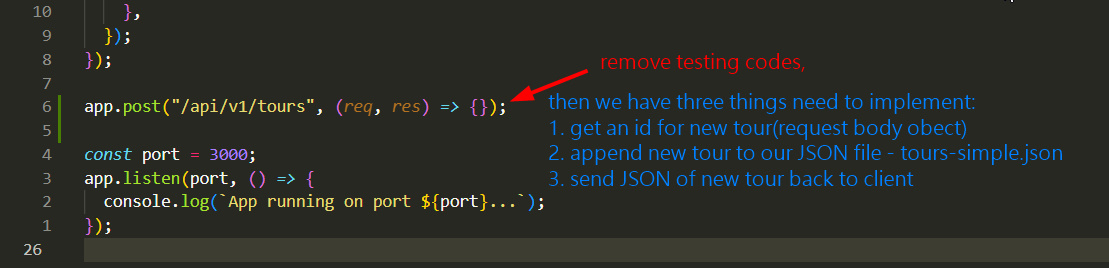 10 },
9 });
8 });
7
6 app.post("/api/v1/tours", (req, res) => {});
remove testing codes,
then we have three things need to implement:
1. get an id for new tour(request body obect)
2. append new tour to our JSON file - tours-simple.json
3. send JSON of new tour back to client
5
4 const port = 3000;
3 app.listen(port, () => {
2 console.log(`App running on port ${port}...`);
1 });
26